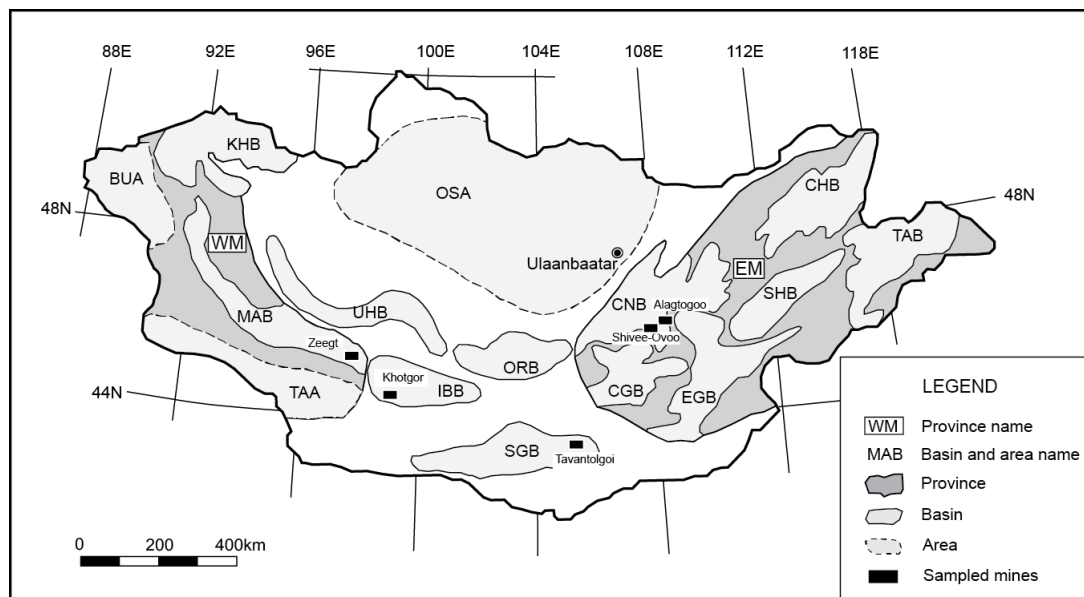 88E 92E 96E 100E 104E 108E 112E 118E
KHB
BUA
CHB
OSA
48N
48N
TAB
WM
Ulaanbaatar
EM
SHB
CNB
Alagtogoo
UHB
MAB
Shivee-Ovoo
Zeegt
ORB
Khotgor
TAA
IBB
CGB
EGB
44N
SGB
Tavantolgoi
LEGEND
WM Province name
MAB Basin and area name
Province
Basin
Area
Sampled mines
0 200 400km